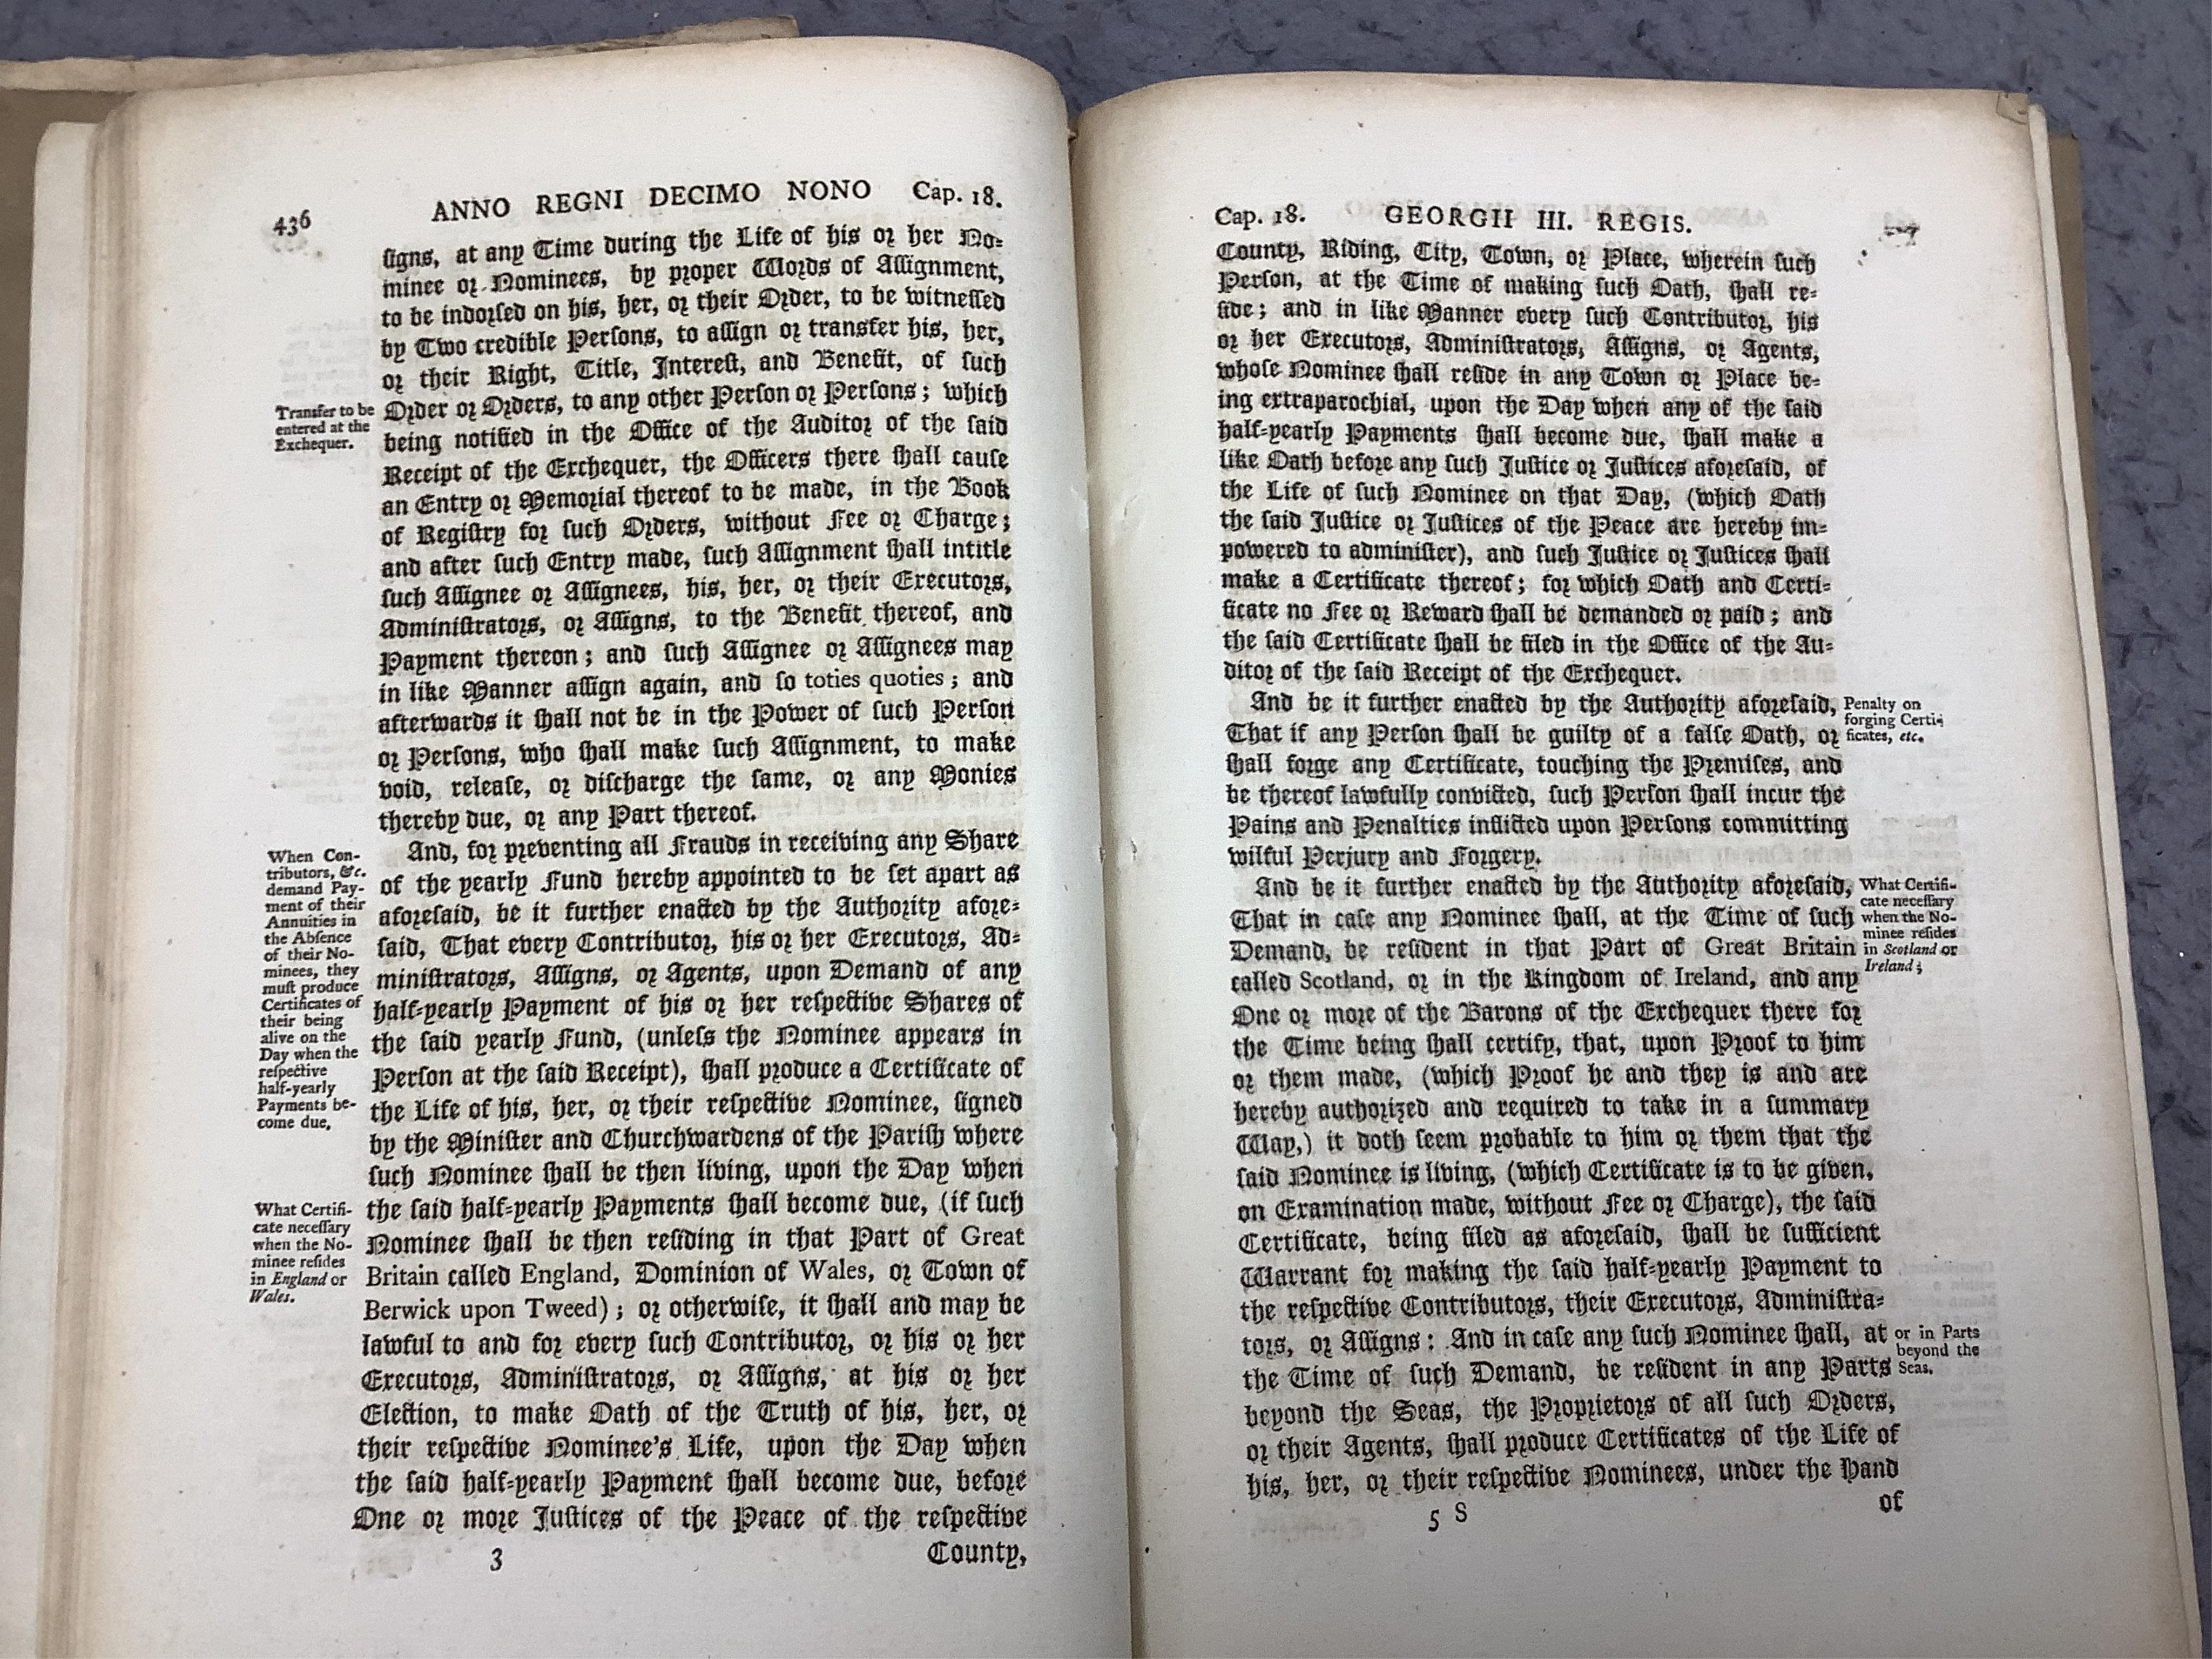 436 ANNO REGNI DECIMO NONO Cap. 18.
ſigns, at any Time during the Life of his or her No-
minee or Nominees, by proper Words of Aſſignment,
to be indorſed on his, her, or their Order, to be witneſſed
by Two credible Perſons, to aſſign or transfer his, her,
or their Right, Title, Intereſt, and Benefit, of ſuch
Order or Orders, to any other Perſon or Perſons; which
being notified in the Office of the Auditor of the ſaid
Receipt of the Exchequer, the Officers there ſhall cauſe
an Entry or Memorial thereof to be made, in the Book
of Regiſtry for ſuch Orders, without Fee or Charge;
and after ſuch Entry made, ſuch Aſſignment ſhall intitle
ſuch Aſſignee or Aſſignees, his, her, or their Executors,
Adminiſtrators, or Aſſigns, to the Benefit thereof, and
Payment thereon; and ſuch Aſſignee or Aſſignees may
in like Manner aſſign again, and ſo toties quoties; and
afterwards it ſhall not be in the Power of ſuch Perſon
or Perſons, who ſhall make ſuch Aſſignment, to make
void, releaſe, or diſcharge the ſame, or any Monies
thereby due, or any Part thereof.
And, for preventing all Frauds in receiving any Share
of the yearly Fund hereby appointed to be ſet apart as
aforeſaid, be it further enacted by the Authority afore-
ſaid, That every Contributor, his or her Executors, Ad-
miniſtrators, Aſſigns, or Agents, upon Demand of any
half-yearly Payment of his or her reſpective Shares of
the ſaid yearly Fund, (unleſs the Nominee appears in
Perſon at the ſaid Receipt), ſhall produce a Certificate of
the Life of his, her, or their reſpective Nominee, ſigned
by the Miniſter and Churchwardens of the Pariſh where
ſuch Nominee ſhall be then living, upon the Day when
the ſaid half-yearly Payments ſhall become due, (if ſuch
Nominee ſhall be then reſiding in that Part of Great
Britain called England, Dominion of Wales, or Town of
Berwick upon Tweed); or otherwiſe, it ſhall and may be
lawful to and for every ſuch Contributor, or his or her
Executors, Adminiſtrators, or Aſſigns, at his or her
Election, to make Oath of the Truth of his, her, or
their reſpective Nominee's Life, upon the Day when
the ſaid half-yearly Payment ſhall become due, before
One or more Juſtices of the Peace of the reſpective
3 County,
Transfer to be
entered at the
Exchequer.
When Con-
tributors, &c.
demand Pay-
ment of their
Annuities in
the Abſence
of their No-
minees, they
muſt produce
Certificates of
their being
alive on the
Day when the
reſpective
half-yearly
Payments be-
come due,
What Certifi-
cate neceſſary
when the No-
minee reſides
in England or
Wales.
Cap. 18. GEORGII III. REGIS.
County, Riding, City, Town, or Place, wherein ſuch
Perſon, at the Time of making ſuch Oath, ſhall re-
ſide; and in like Manner every ſuch Contributor, his
or her Executors, Adminiſtrators, Aſſigns, or Agents,
whoſe Nominee ſhall reſide in any Town or Place be-
ing extraparochial, upon the Day when any of the ſaid
half-yearly Payments ſhall become due, ſhall make a
like Oath before any ſuch Juſtice or Juſtices aforeſaid, of
the Life of ſuch Nominee on that Day, (which Oath
the ſaid Juſtice or Juſtices of the Peace are hereby im-
powered to adminiſter), and ſuch Juſtice or Juſtices ſhall
make a Certificate thereof; for which Oath and Certi-
ficate no Fee or Reward ſhall be demanded or paid; and
the ſaid Certificate ſhall be filed in the Office of the Au-
ditor of the ſaid Receipt of the Exchequer.
And be it further enacted by the Authority aforeſaid,
That if any Perſon ſhall be guilty of a falſe Oath, or
ſhall forge any Certificate, touching the Premiſes, and
be thereof lawfully convicted, ſuch Perſon ſhall incur the
Pains and Penalties inflicted upon Perſons committing
wilful Perjury and Forgery.
And be it further enacted by the Authority aforeſaid,
That in caſe any Nominee ſhall, at the Time of ſuch
Demand, be reſident in that Part of Great Britain
called Scotland, or in the Kingdom of Ireland, and any
One or more of the Barons of the Exchequer there for
the Time being ſhall certify, that, upon Proof to him
or them made, (which Proof he and they is and are
hereby authorized and required to take in a ſummary
Way,) it doth ſeem probable to him or them that the
ſaid Nominee is living, (which Certificate is to be given,
on Examination made, without Fee or Charge), the ſaid
Certificate, being filed as aforeſaid, ſhall be ſufficient
Warrant for making the ſaid half-yearly Payment to
the reſpective Contributors, their Executors, Adminiſtra-
tors, or Aſſigns: And in caſe any ſuch Nominee ſhall, at
the Time of ſuch Demand, be reſident in any Parts
beyond the Seas, the Proprietors of all ſuch Orders,
or their Agents, ſhall produce Certificates of the Life of
his, her, or their reſpective Nominees, under the Hand
5 S of
Penalty on
forging Certi-
ficates, etc.
What Certifi-
cate neceſſary
when the No-
minee reſides
in Scotland or
Ireland;
or in Parts
beyond the
Seas.